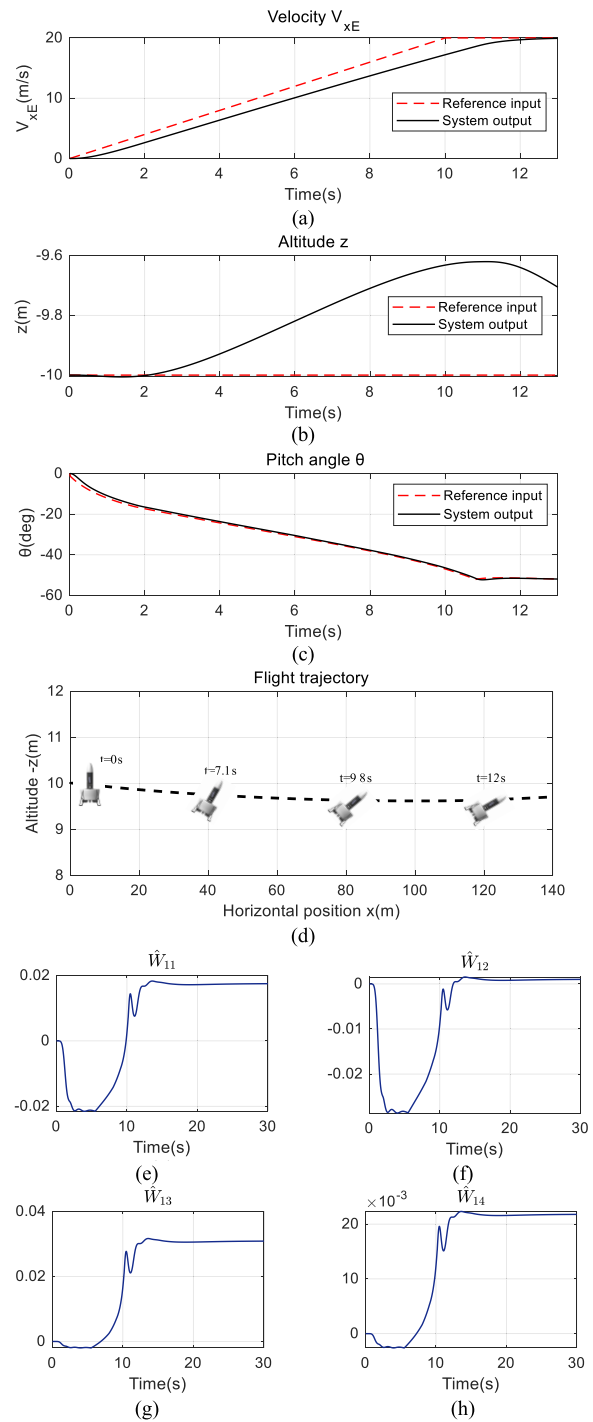 Velocity V_xE
20
10
0
V_xE(m/s)
Reference input
System output
0 2 4 6 8 10 12
Time(s)
(a)
Altitude z
-9.6
-9.8
-10
z(m)
Reference input
System output
0 2 4 6 8 10 12
Time(s)
(b)
Pitch angle θ
0
-20
-40
-60
θ(deg)
Reference input
System output
0 2 4 6 8 10 12
Time(s)
(c)
Flight trajectory
12
11
10
9
8
Altitude -z(m)
t=0s
t=7.1s
t=9.8s
t=12s
0 20 40 60 80 100 120 140
Horizontal position x(m)
(d)
Ŵ_11
0.02
0
-0.02
0 10 20 30
Time(s)
(e)
Ŵ_12
0
-0.01
-0.02
0 10 20 30
Time(s)
(f)
Ŵ_13
0.04
0.02
0
0 10 20 30
Time(s)
(g)
×10^-3
Ŵ_14
20
10
0
0 10 20 30
Time(s)
(h)